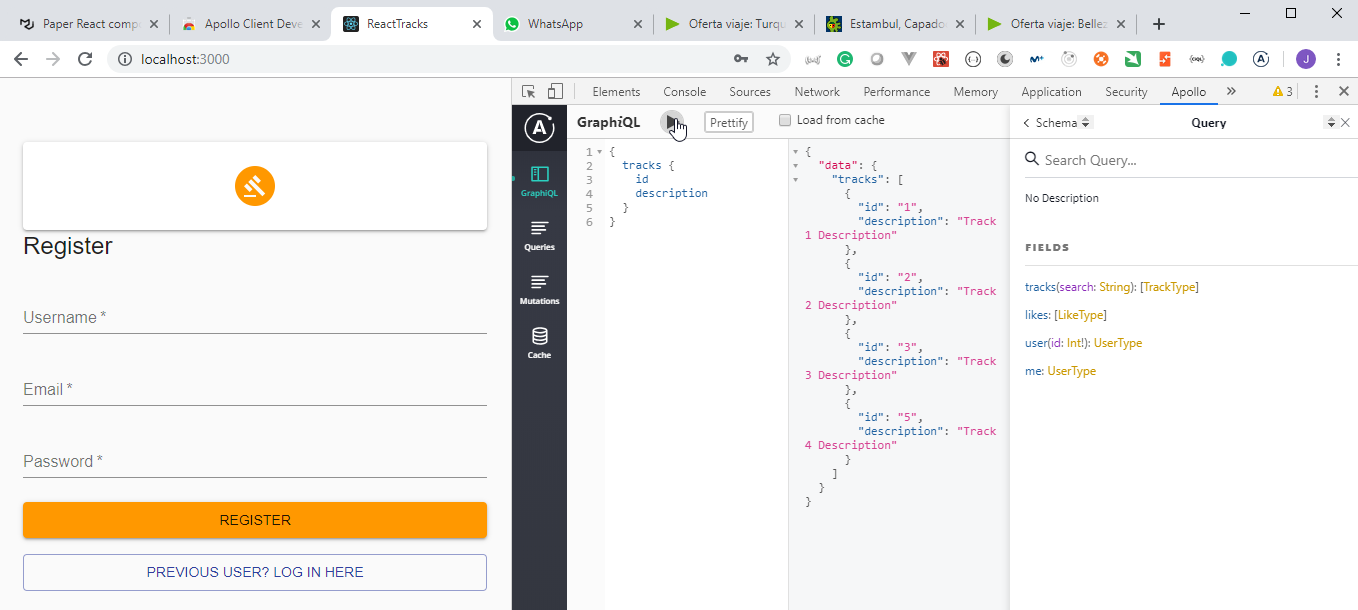 Paper React comp
Apollo Client Deve
ReactTracks
WhatsApp
Oferta viaje: Turqu
Estambul, Capado
Oferta viaje: Bellez
localhost:3000
J
Elements
Console
Sources
Network
Performance
Memory
Application
Security
Apollo
3
Register
Username *
Email *
Password *
REGISTER
PREVIOUS USER? LOG IN HERE
A
GraphiQL
Queries
Mutations
Cache
GraphiQL
Prettify
Load from cache
1 {
2 tracks {
3 id
4 description
5 }
6 }
{
"data": {
"tracks": [
{
"id": "1",
"description": "Track
1 Description"
},
{
"id": "2",
"description": "Track
2 Description"
},
{
"id": "3",
"description": "Track
3 Description"
},
{
"id": "5",
"description": "Track
4 Description"
}
]
}
}
Schema
Query
Search Query...
No Description
FIELDS
tracks(search: String): [TrackType]
likes: [LikeType]
user(id: Int!): UserType
me: UserType